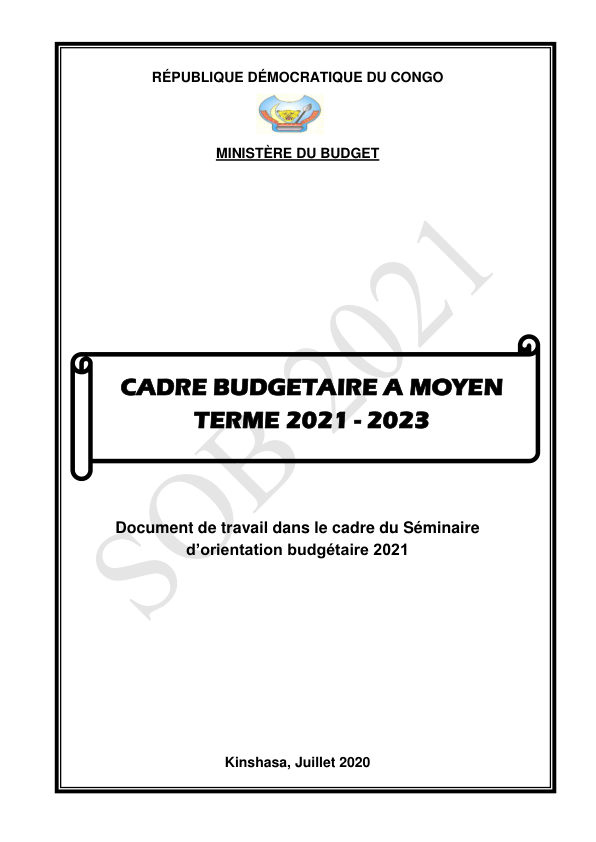 RÉPUBLIQUE DÉMOCRATIQUE DU CONGO
MINISTÈRE DU BUDGET
SOB 2021
CADRE BUDGETAIRE A MOYEN
TERME 2021 - 2023
Document de travail dans le cadre du Séminaire
d’orientation budgétaire 2021
Kinshasa, Juillet 2020